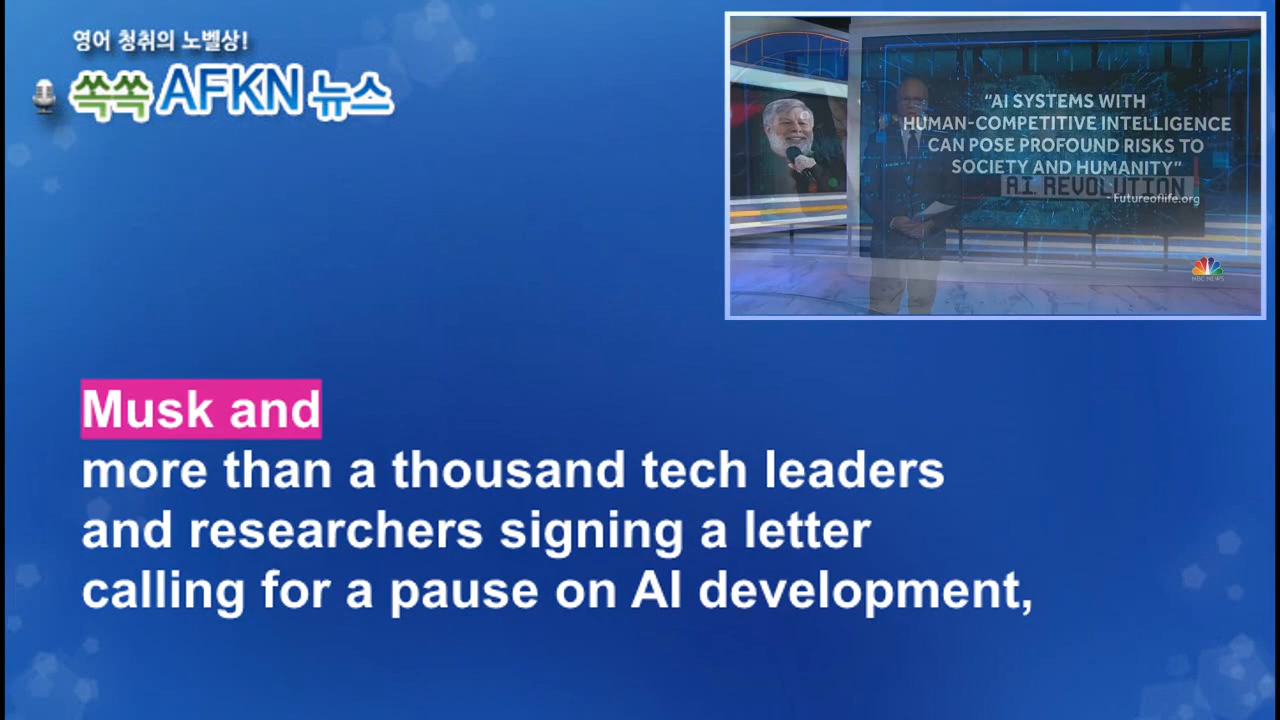 영어 청취의 노벨상!
쏙쏙 AFKN 뉴스
“AI SYSTEMS WITH
HUMAN-COMPETITIVE INTELLIGENCE
CAN POSE PROFOUND RISKS TO
SOCIETY AND HUMANITY”
A.I. REVOLUTION
- Futureoflife.org
NBC NEWS
Musk and
more than a thousand tech leaders
and researchers signing a letter
calling for a pause on AI development,